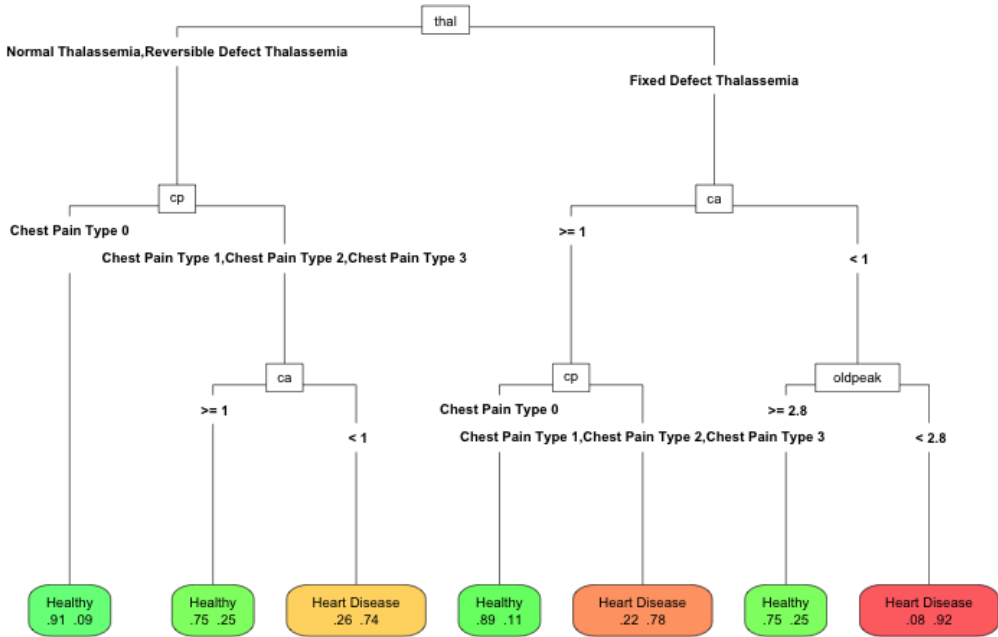 thal
Normal Thalassemia,Reversible Defect Thalassemia
Fixed Defect Thalassemia
cp
ca
Chest Pain Type 0
>= 1
Chest Pain Type 1,Chest Pain Type 2,Chest Pain Type 3
< 1
ca
cp
oldpeak
>= 1
Chest Pain Type 0
>= 2.8
< 1
Chest Pain Type 1,Chest Pain Type 2,Chest Pain Type 3
< 2.8
Healthy
.91 .09
Healthy
.75 .25
Heart Disease
.26 .74
Healthy
.89 .11
Heart Disease
.22 .78
Healthy
.75 .25
Heart Disease
.08 .92